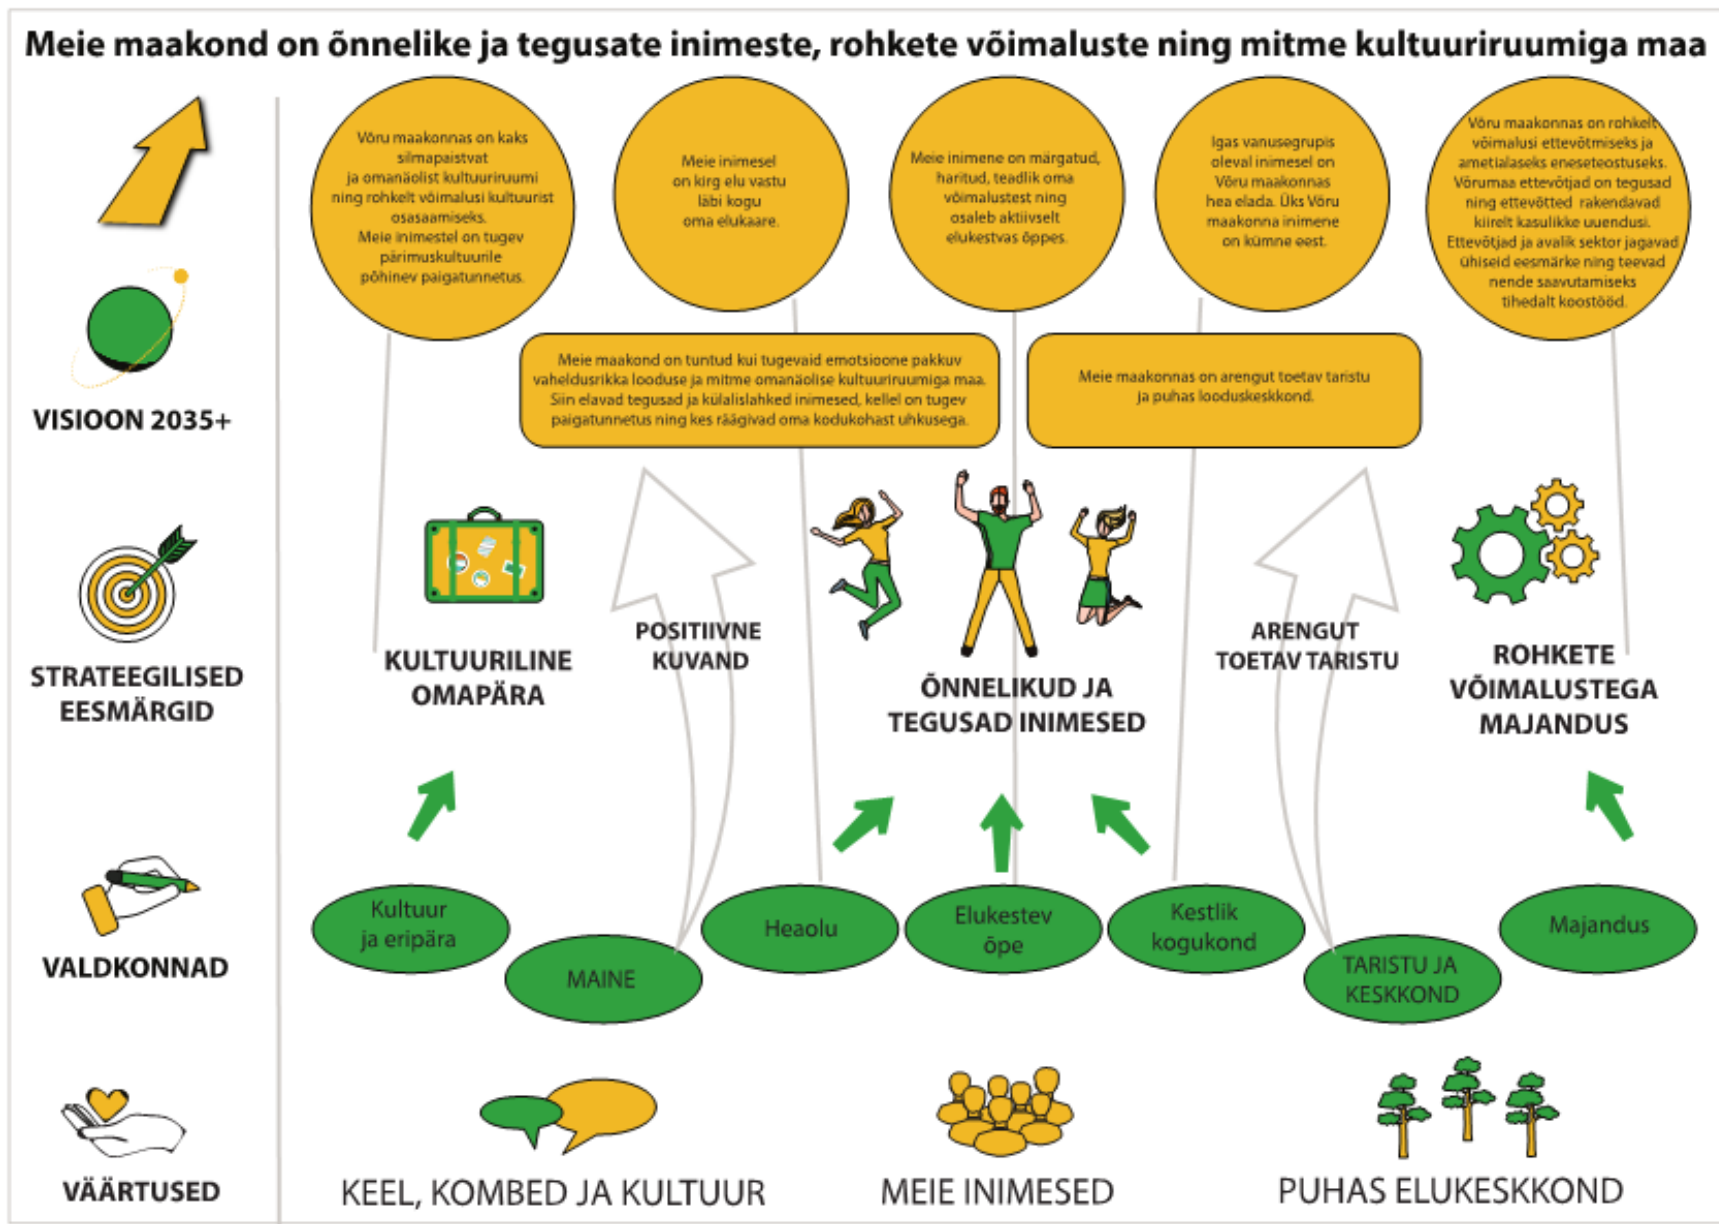 Meie maakond on õnnelike ja tegusate inimeste, rohkete võimaluste ning mitme kultuuriruumiga maa
VISIOON 2035+
Võru maakonnas on kaks
silmapaistvat
ja omanäolist kultuuriruumi
ning rohkelt võimalusi kultuurist
osasaamiseks.
Meie inimestel on tugev
pärimuskultuurile
põhinev paigatunnetus.
Meie inimesel
on kirg elu vastu
läbi kogu
oma elukaare.
Meie inimene on märgatud,
haritud, teadlik oma
võimalustest ning
osaleb aktiivselt
elukestvas õppes.
Igas vanusegrupis
oleval inimesel on
Võru maakonnas
hea elada. Üks Võru
maakonna inimene
on kümne eest.
Võru maakonnas on rohkelt
võimalusi ettevõtmiseks ja
ametialaseks eneseteostuseks.
Võrumaa ettevõtjad on tegusad
ning ettevõtted rakendavad
kiirelt kasulikke uuendusi.
Ettevõtjad ja avalik sektor jagavad
ühiseid eesmärke ning teevad
nende saavutamiseks
tihedalt koostööd.
Meie maakond on tuntud kui tugevaid emotsioone pakkuv
vaheldusrikka looduse ja mitme omanäolise kultuuriruumiga maa.
Siin elavad tegusad ja külalislahked inimesed, kellel on tugev
paigatunnetus ning kes räägivad oma kodukohast uhkusega.
Meie maakonnas on arengut toetav taristu
ja puhas looduskeskkond.
STRATEEGILISED
EESMÄRGID
KULTUURILINE
OMAPÄRA
POSITIIVNE
KUVAND
ÕNNELIKUD JA
TEGUSAD INIMESED
ARENGUT
TOETAV TARISTU
ROHKETE
VÕIMALUSTEGA
MAJANDUS
VALDKONNAD
Kultuur
ja eripära
MAINE
Heaolu
Elukestev
õpe
Kestlik
kogukond
TARISTU JA
KESKKOND
Majandus
VÄÄRTUSED
KEEL, KOMBED JA KULTUUR
MEIE INIMESED
PUHAS ELUKESKKOND